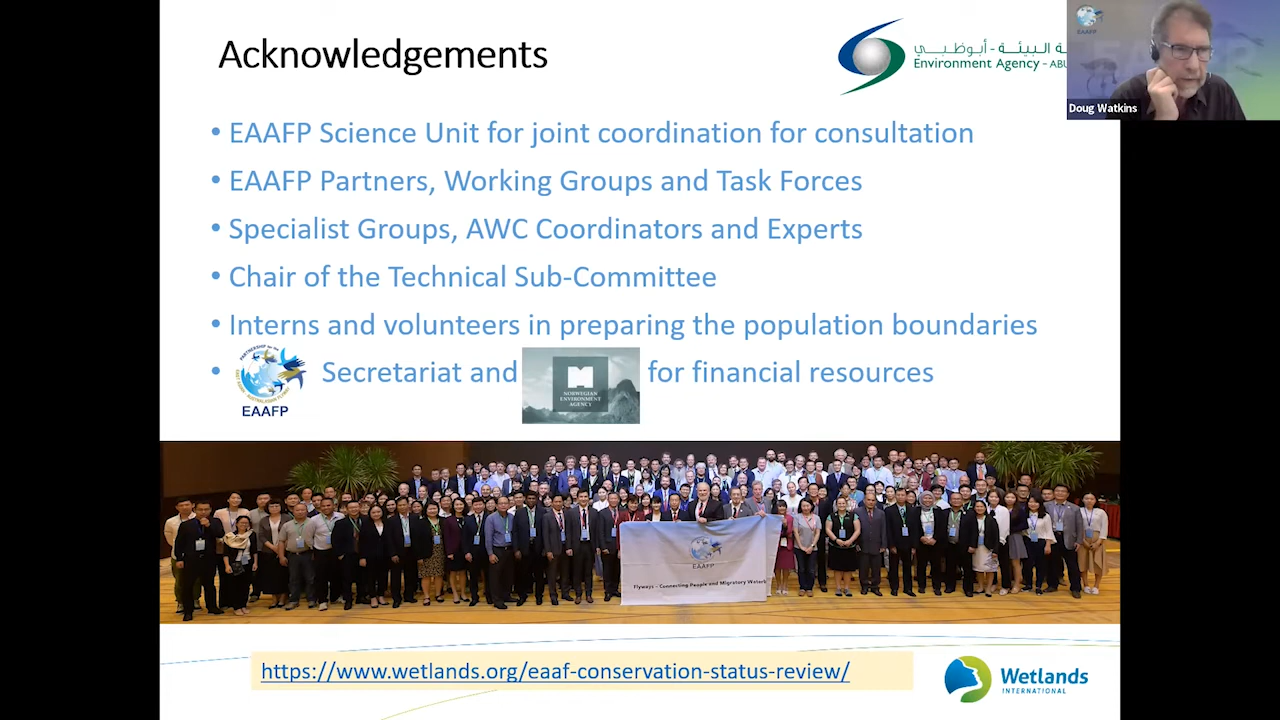 Acknowledgements
Environment Agency - ABU
EAAFP
Doug Watkins
• EAAFP Science Unit for joint coordination for consultation
• EAAFP Partners, Working Groups and Task Forces
• Specialist Groups, AWC Coordinators and Experts
• Chair of the Technical Sub-Committee
• Interns and volunteers in preparing the population boundaries
• EAAFP Secretariat and NORWEGIAN ENVIRONMENT AGENCY for financial resources
EAAFP
Flyways - Connecting People and Migratory Waterb
https://www.wetlands.org/eaaf-conservation-status-review/
Wetlands
INTERNATIONAL